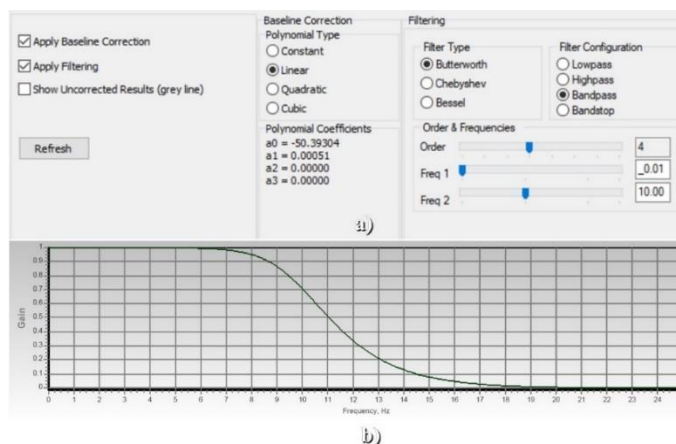 Apply Baseline Correction
Apply Filtering
Show Uncorrected Results (grey line)
Refresh
Baseline Correction
Polynomial Type
Constant
Linear
Quadratic
Cubic
Polynomial Coefficients
a0 = -50.39304
a1 = 0.00051
a2 = 0.00000
a3 = 0.00000
a)
Filtering
Filter Type
Butterworth
Chebyshev
Bessel
Filter Configuration
Lowpass
Highpass
Bandpass
Bandstop
Order & Frequencies
Order 4
Freq 1 _0.01
Freq 2 10.00
Gain
1
0.9
0.8
0.7
0.6
0.5
0.4
0.3
0.2
0.1
0
0 1 2 3 4 5 6 7 8 9 10 11 12 13 14 15 16 17 18 19 20 21 22 23 24
Frequency, Hz
b)